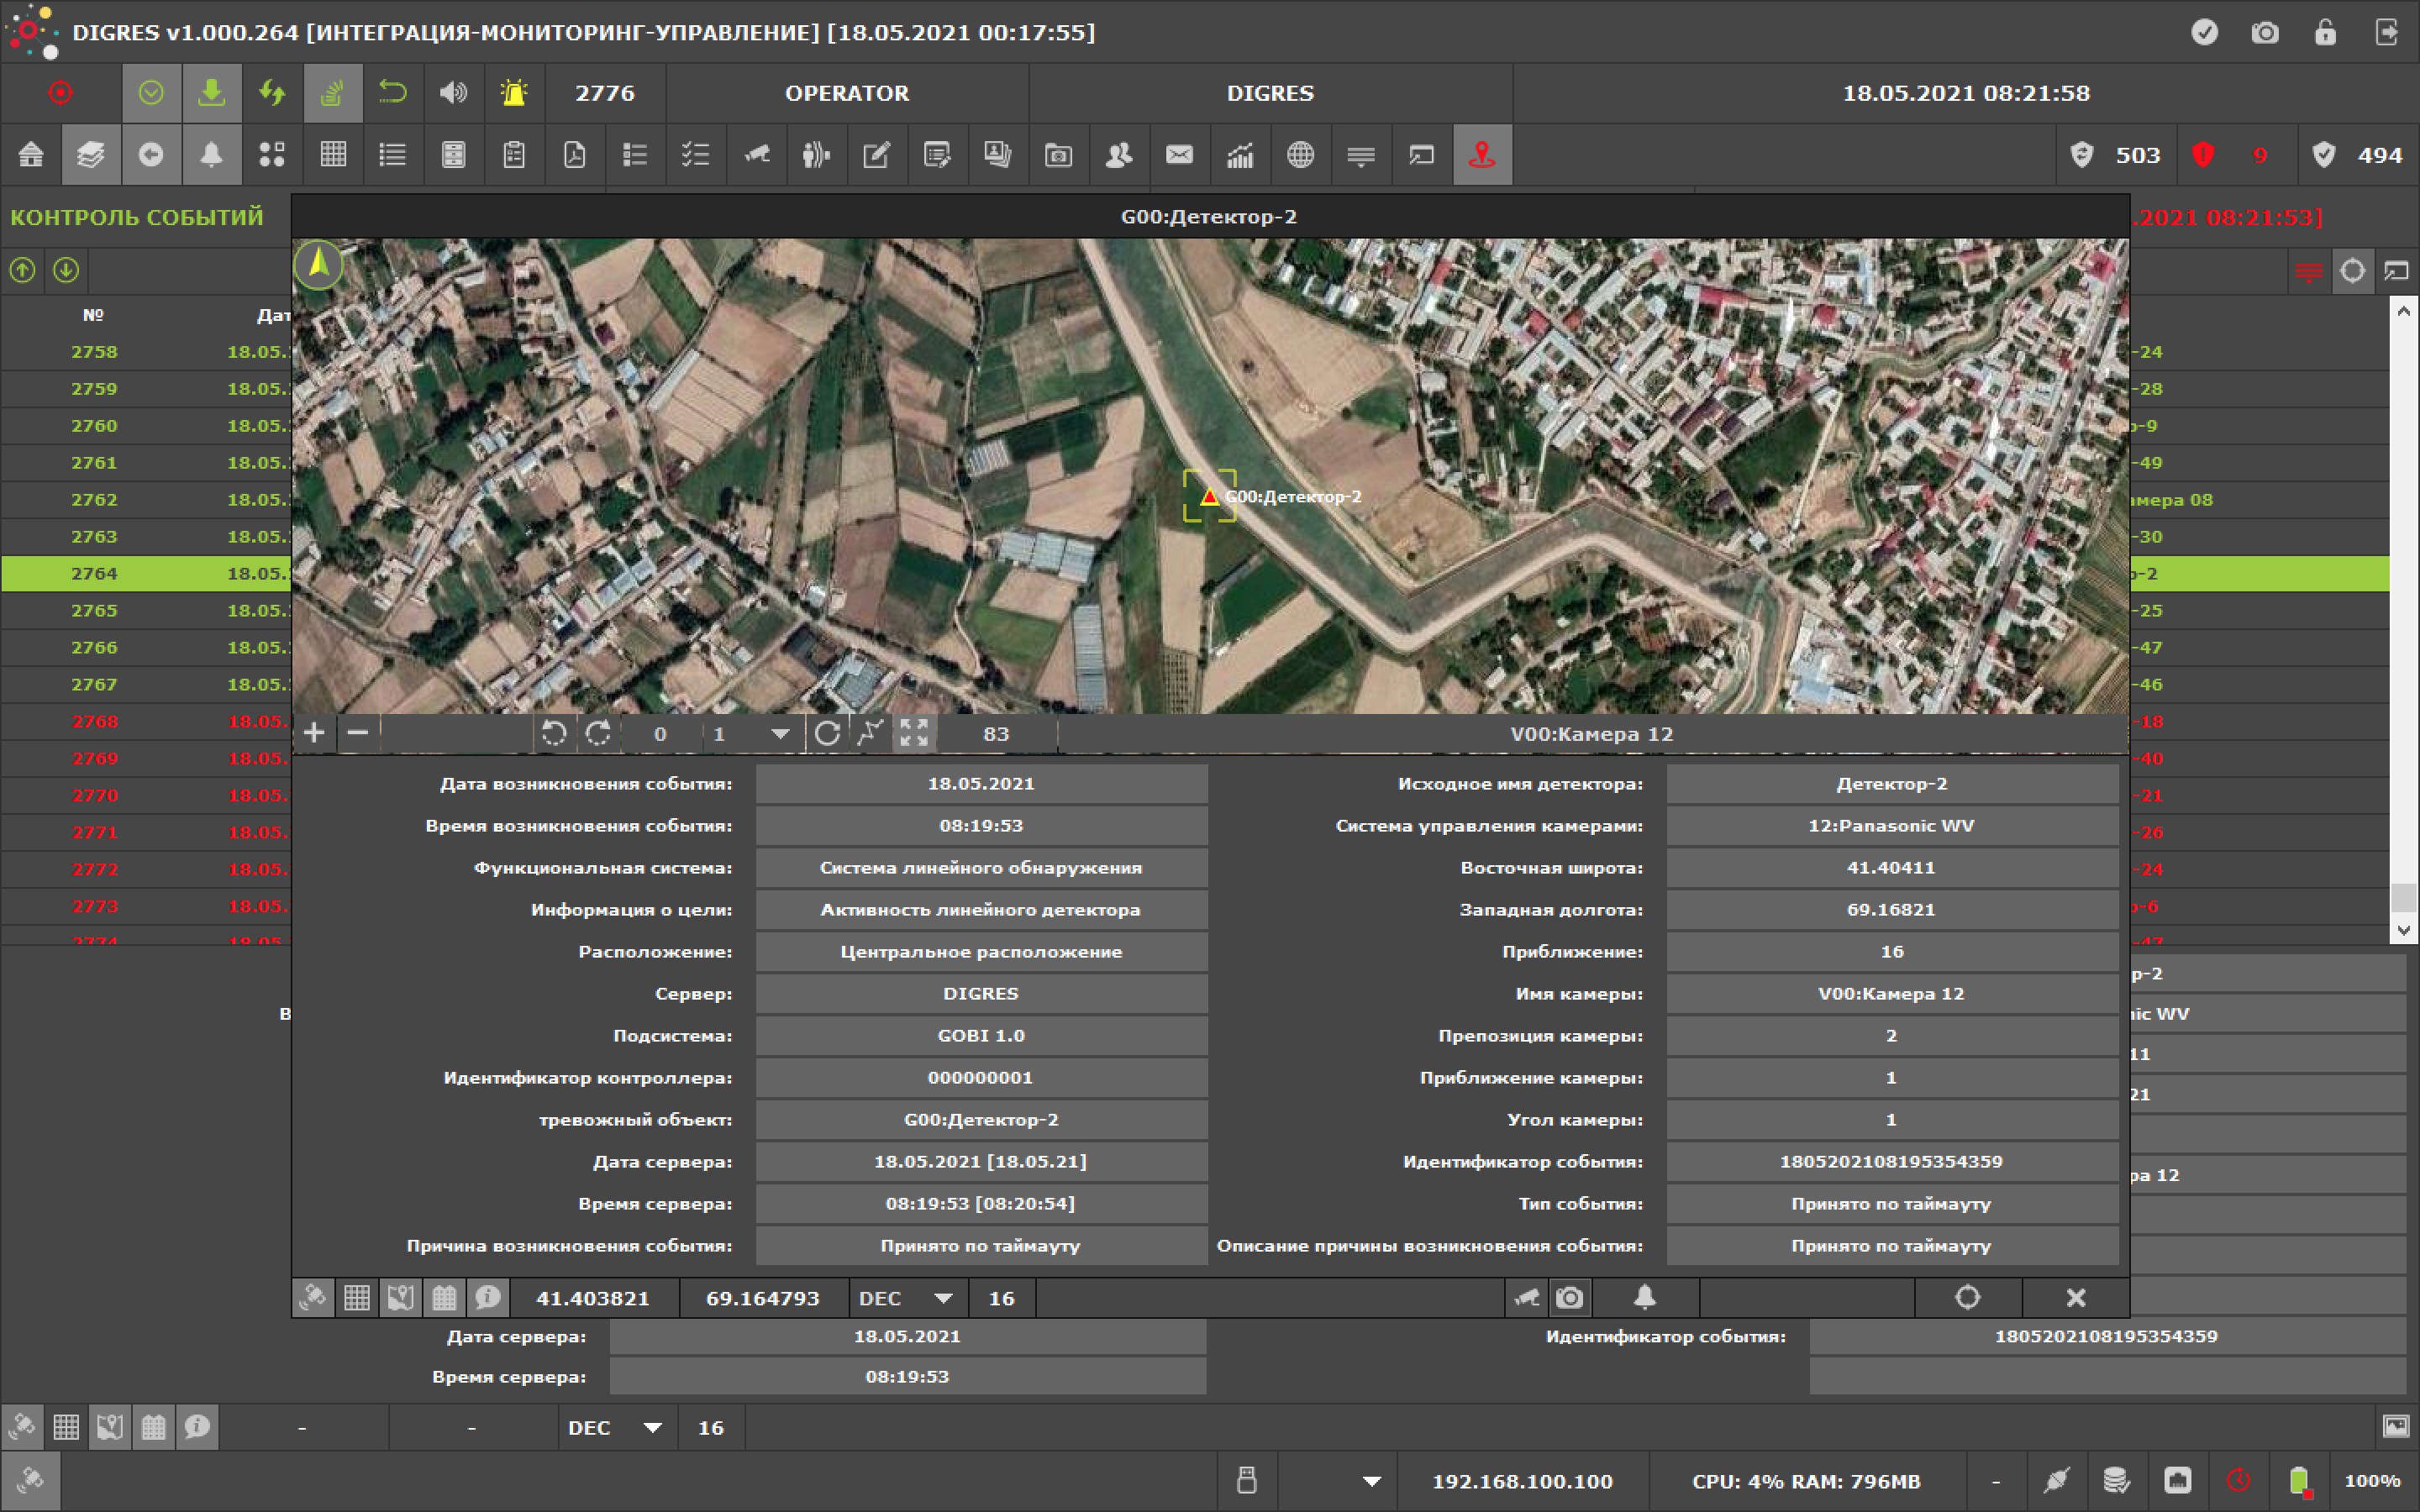 DIGRES v1.000.264 [ИНТЕГРАЦИЯ-МОНИТОРИНГ-УПРАВЛЕНИЕ] [18.05.2021 00:17:55]
2776 OPERATOR DIGRES 18.05.2021 08:21:58
503 9 494
КОНТРОЛЬ СОБЫТИЙ .2021 08:21:53]
G00:Детектор-2
№ Дат
2758 18.05. -24
2759 18.05. -28
2760 18.05. р-9
2761 18.05. -49
2762 18.05. амера 08
2763 18.05. -30
2764 18.05. р-2
2765 18.05. -25
2766 18.05. -47
2767 18.05. -46
2768 18.05. -18
2769 18.05. -40
2770 18.05. -21
2771 18.05. -26
2772 18.05. -24
2773 18.05. р-6
2774 18.05 -47
G00:Детектор-2
0 1 83 V00:Камера 12
Дата возникновения события: 18.05.2021 Исходное имя детектора: Детектор-2
Время возникновения события: 08:19:53 Система управления камерами: 12:Panasonic WV
Функциональная система: Система линейного обнаружения Восточная широта: 41.40411
Информация о цели: Активность линейного детектора Западная долгота: 69.16821
Расположение: Центральное расположение Приближение: 16
Сервер: DIGRES Имя камеры: V00:Камера 12
Подсистема: GOBI 1.0 Препозиция камеры: 2
Идентификатор контроллера: 000000001 Приближение камеры: 1
тревожный объект: G00:Детектор-2 Угол камеры: 1
Дата сервера: 18.05.2021 [18.05.21] Идентификатор события: 1805202108195354359
Время сервера: 08:19:53 [08:20:54] Тип события: Принято по таймауту
Причина возникновения события: Принято по таймауту Описание причины возникновения события: Принято по таймауту
41.403821 69.164793 DEC 16
р-2
В nic WV
11
21
ра 12
Дата сервера: 18.05.2021 Идентификатор события: 1805202108195354359
Время сервера: 08:19:53
- - DEC 16
192.168.100.100 CPU: 4% RAM: 796MB - 100%